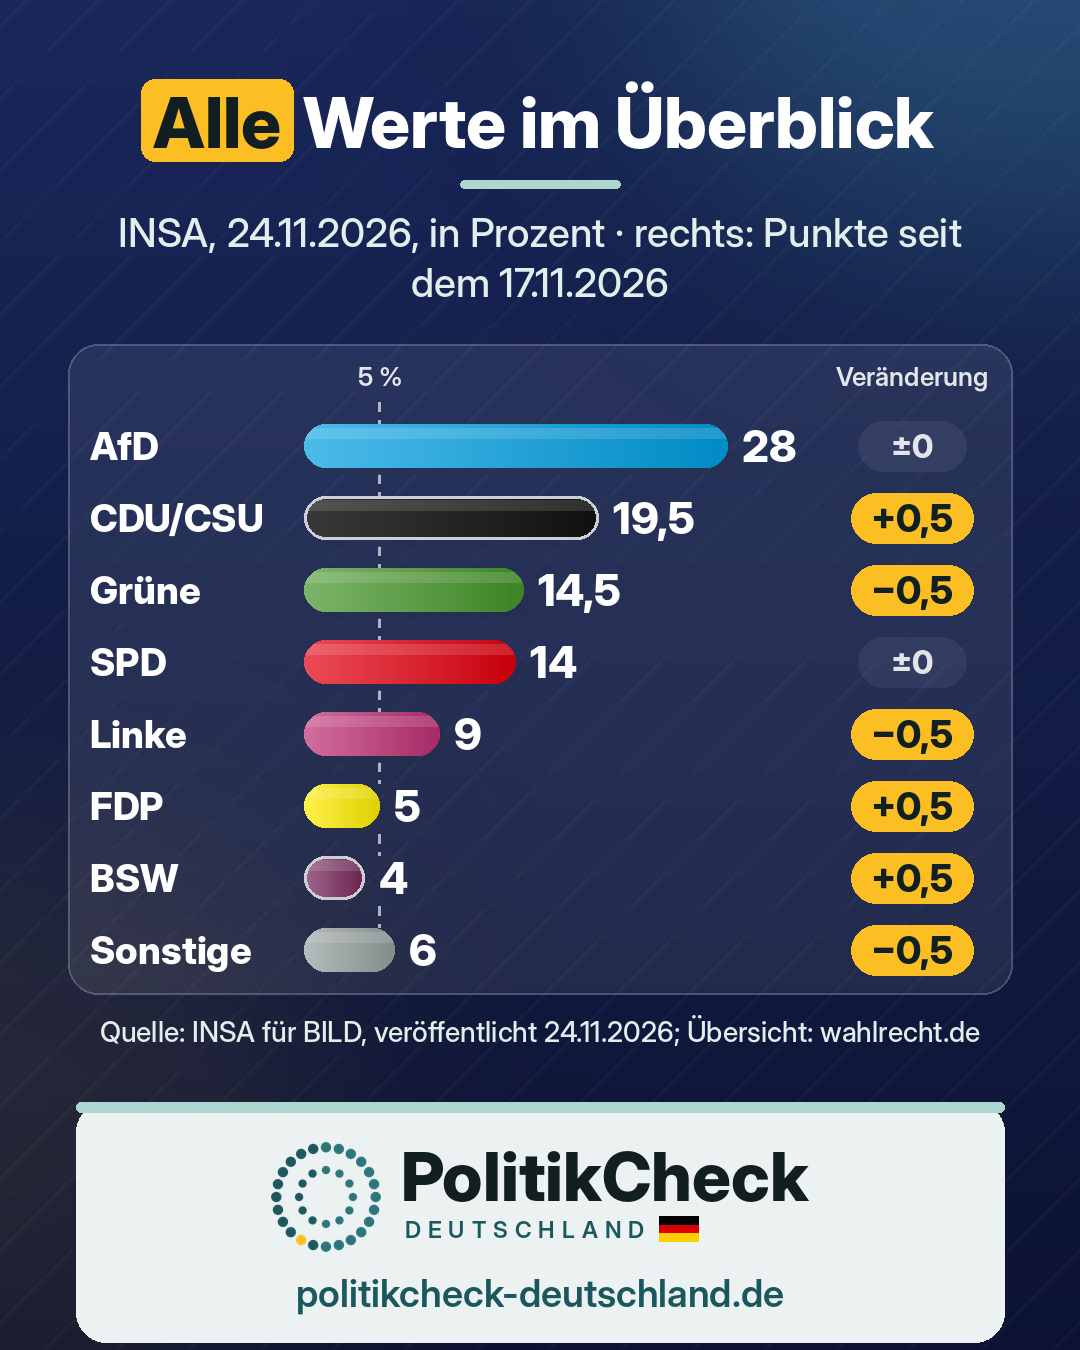 Alle Werte im Überblick
INSA, 24.11.2026, in Prozent · rechts: Punkte seit
dem 17.11.2026
5 % Veränderung
AfD 28 ±0
CDU/CSU 19,5 +0,5
Grüne 14,5 −0,5
SPD 14 ±0
Linke 9 −0,5
FDP 5 +0,5
BSW 4 +0,5
Sonstige 6 −0,5
Quelle: INSA für BILD, veröffentlicht 24.11.2026; Übersicht: wahlrecht.de
PolitikCheck
DEUTSCHLAND
politikcheck-deutschland.de